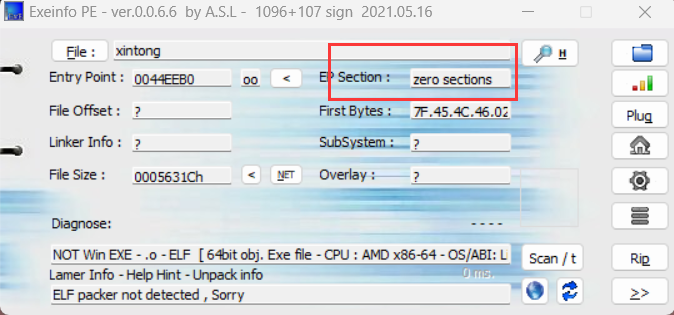 Exeinfo PE - ver.0.0.6.6 by A.S.L - 1096+107 sign 2021.05.16
File : xintong H
Entry Point : 0044EEB0 oo < EP Section : zero sections
File Offset : ? First Bytes : 7F.45.4C.46.02 Plug
Linker Info : ? SubSystem : ?
File Size : 0005631Ch < NET Overlay : ?
Diagnose: - - - -
NOT Win EXE - .o - ELF [ 64bit obj. Exe file - CPU : AMD x86-64 - OS/ABI: Scan / t Rip
Lamer Info - Help Hint - Unpack info 0 ms.
ELF packer not detected , Sorry >>